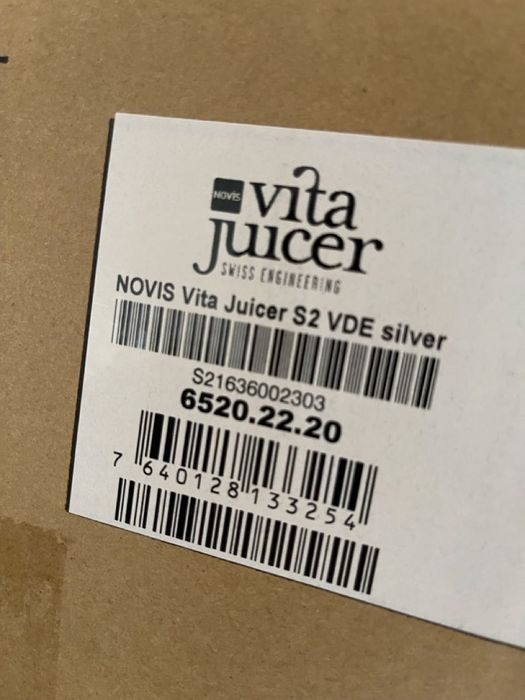 NOVIS
vita
juicer
SWISS ENGINEERING
NOVIS Vita Juicer S2 VDE silver
S21636002303
6520.22.20
7 640128 133254